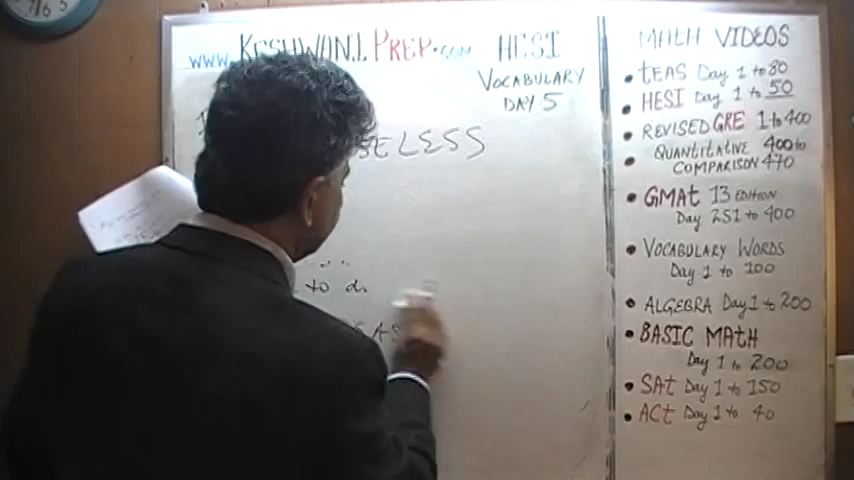 www. KESHWANI PREP.com
HESI
VOCABULARY
DAY 5
to d
EAS
MATH VIDEOS
• TEAS Day 1 to 80
• HESI Day 1 to 50
• REVISED GRE 1 to 400
• QUANTITATIVE 400 to
COMPARISON 470
• GMAT 13 EDITION
Day 251 to 400
• VOCABULARY WORDS
Day 1 to 100
• ALGEBRA Day 1 to 200
• BASIC MATH
Day 1 to 200
• SAT Day 1 to 150
• ACT Day 1 to 40